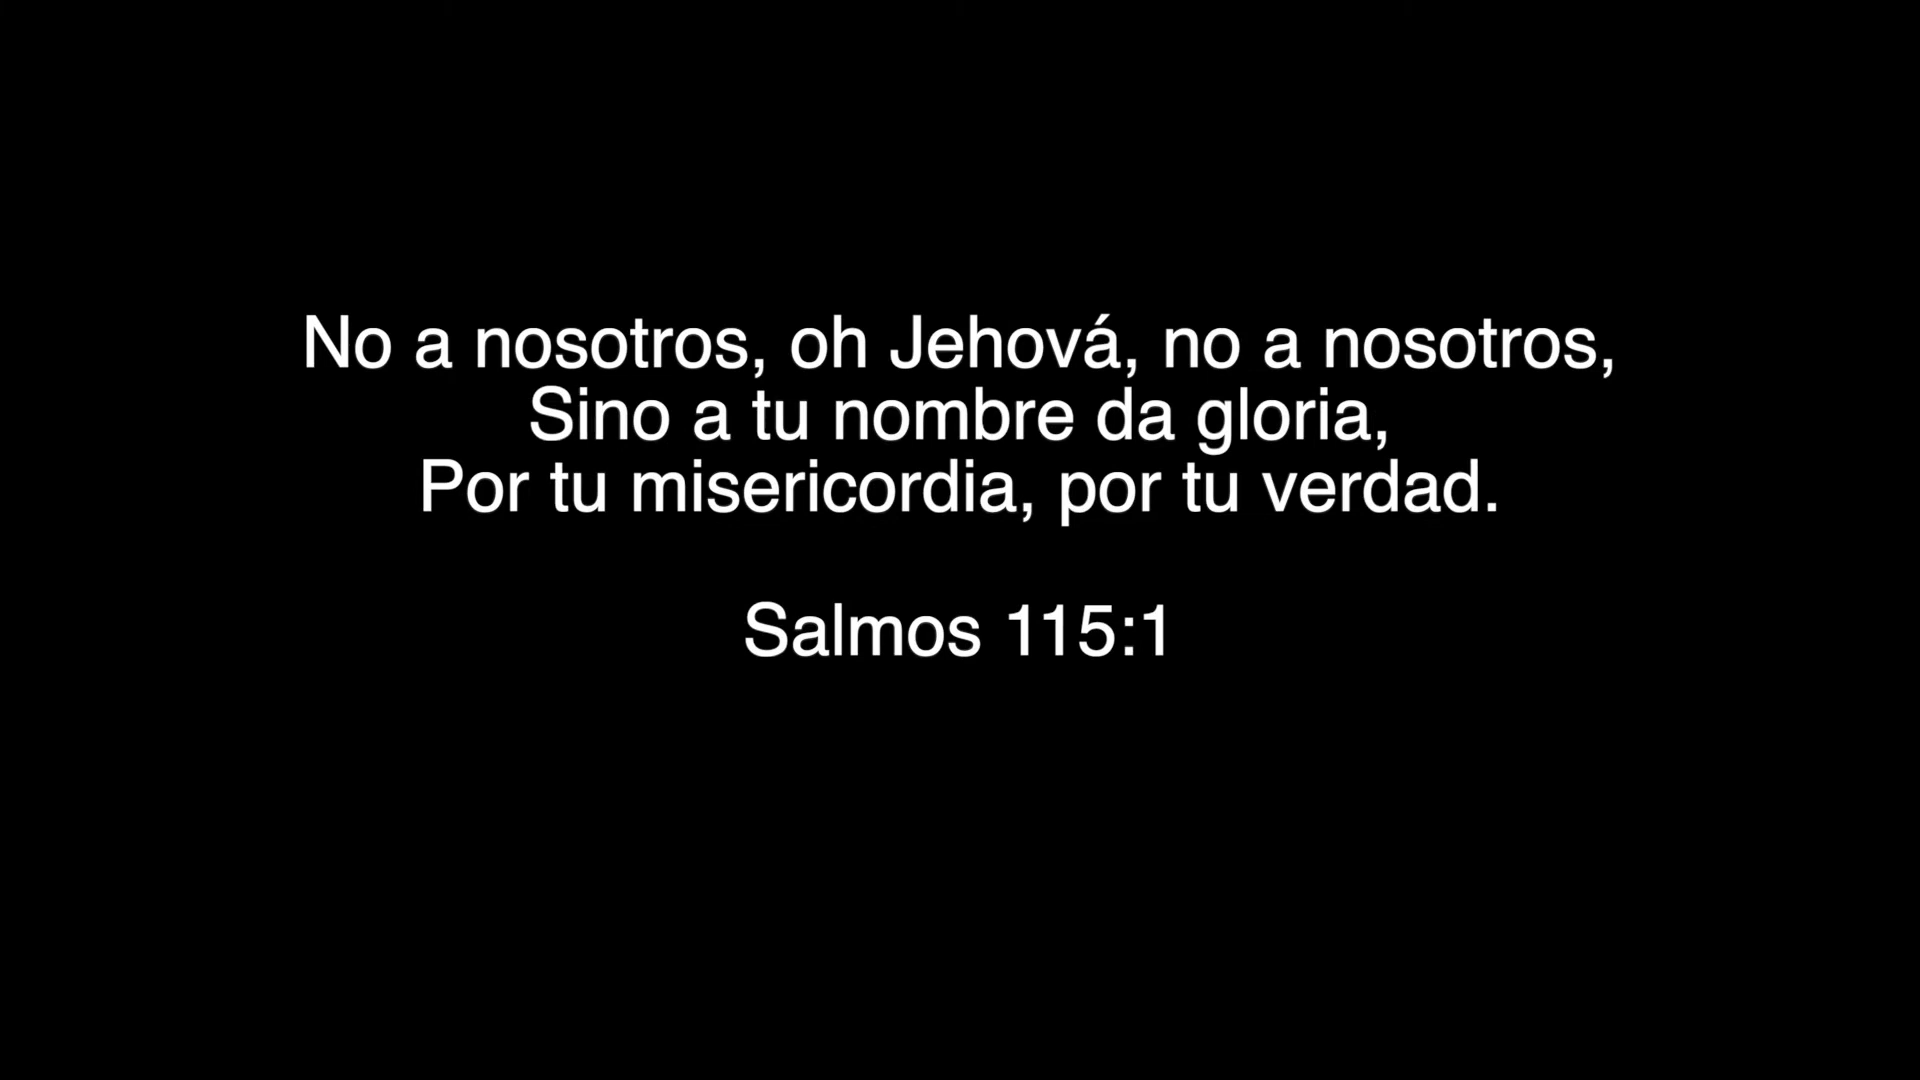 No a nosotros, oh Jehová, no a nosotros,
Sino a tu nombre da gloria,
Por tu misericordia, por tu verdad.
Salmos 115:1